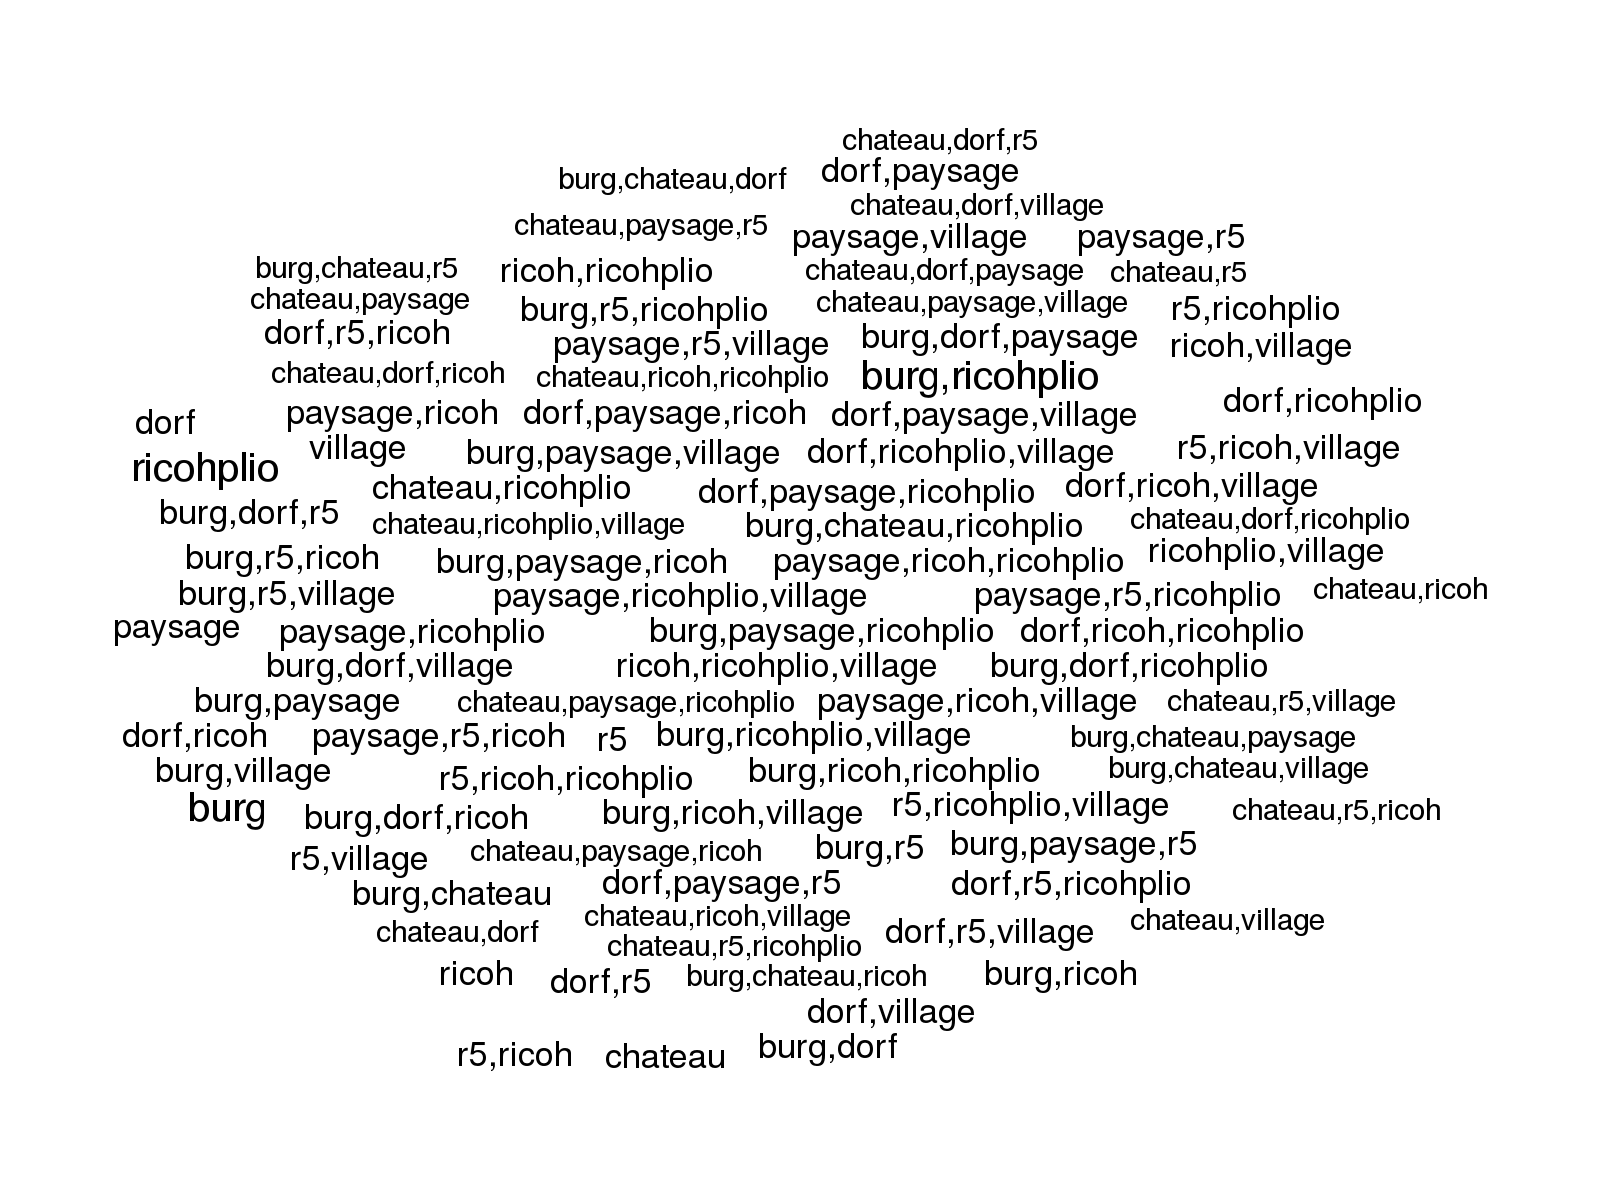 chateau,dorf,r5
burg,chateau,dorf dorf,paysage
chateau,dorf,village
chateau,paysage,r5 paysage,village paysage,r5
burg,chateau,r5 ricoh,ricohplio chateau,dorf,paysage chateau,r5
chateau,paysage burg,r5,ricohplio chateau,paysage,village r5,ricohplio
dorf,r5,ricoh paysage,r5,village burg,dorf,paysage ricoh,village
chateau,dorf,ricoh chateau,ricoh,ricohplio burg,ricohplio
dorf paysage,ricoh dorf,paysage,ricoh dorf,paysage,village dorf,ricohplio
village burg,paysage,village dorf,ricohplio,village r5,ricoh,village
ricohplio chateau,ricohplio dorf,paysage,ricohplio dorf,ricoh,village
burg,dorf,r5 chateau,ricohplio,village burg,chateau,ricohplio chateau,dorf,ricohplio
burg,r5,ricoh burg,paysage,ricoh paysage,ricoh,ricohplio ricohplio,village
burg,r5,village paysage,ricohplio,village paysage,r5,ricohplio chateau,ricoh
paysage paysage,ricohplio burg,paysage,ricohplio dorf,ricoh,ricohplio
burg,dorf,village ricoh,ricohplio,village burg,dorf,ricohplio
burg,paysage chateau,paysage,ricohplio paysage,ricoh,village chateau,r5,village
dorf,ricoh paysage,r5,ricoh r5 burg,ricohplio,village burg,chateau,paysage
burg,village r5,ricoh,ricohplio burg,ricoh,ricohplio burg,chateau,village
burg burg,dorf,ricoh burg,ricoh,village r5,ricohplio,village chateau,r5,ricoh
r5,village chateau,paysage,ricoh burg,r5 burg,paysage,r5
burg,chateau dorf,paysage,r5 dorf,r5,ricohplio
chateau,dorf chateau,ricoh,village dorf,r5,village chateau,village
chateau,r5,ricohplio
ricoh dorf,r5 burg,chateau,ricoh burg,ricoh
dorf,village
r5,ricoh chateau burg,dorf